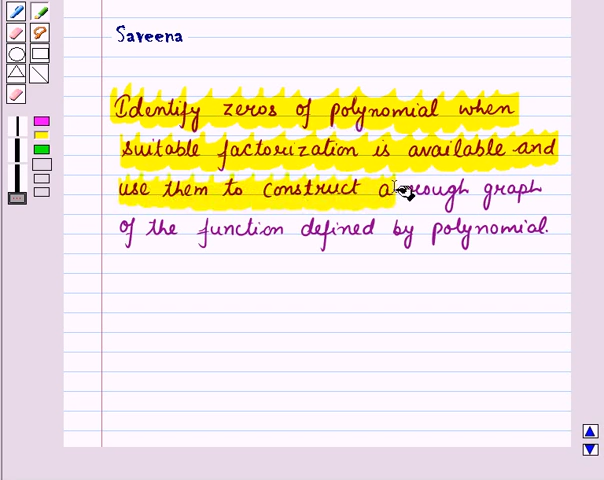 Saveena
Identify zeros of polynomial when
suitable factorization is available and
use them to construct a rough graph
of the function defined by polynomial.